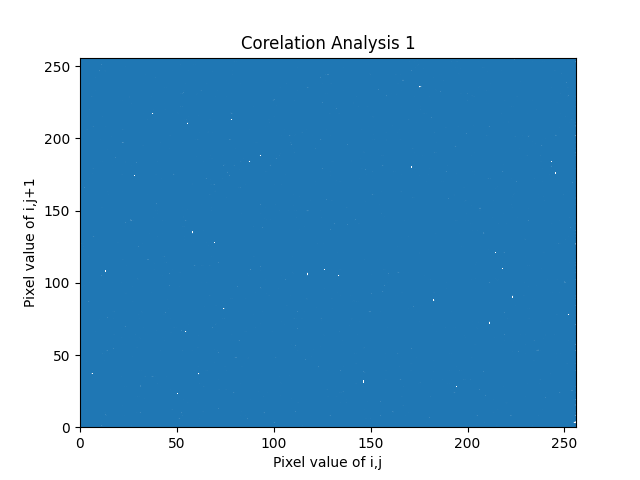 Corelation Analysis 1
Pixel value of i,j+1
250
200
150
100
50
0
0 50 100 150 200 250
Pixel value of i,j